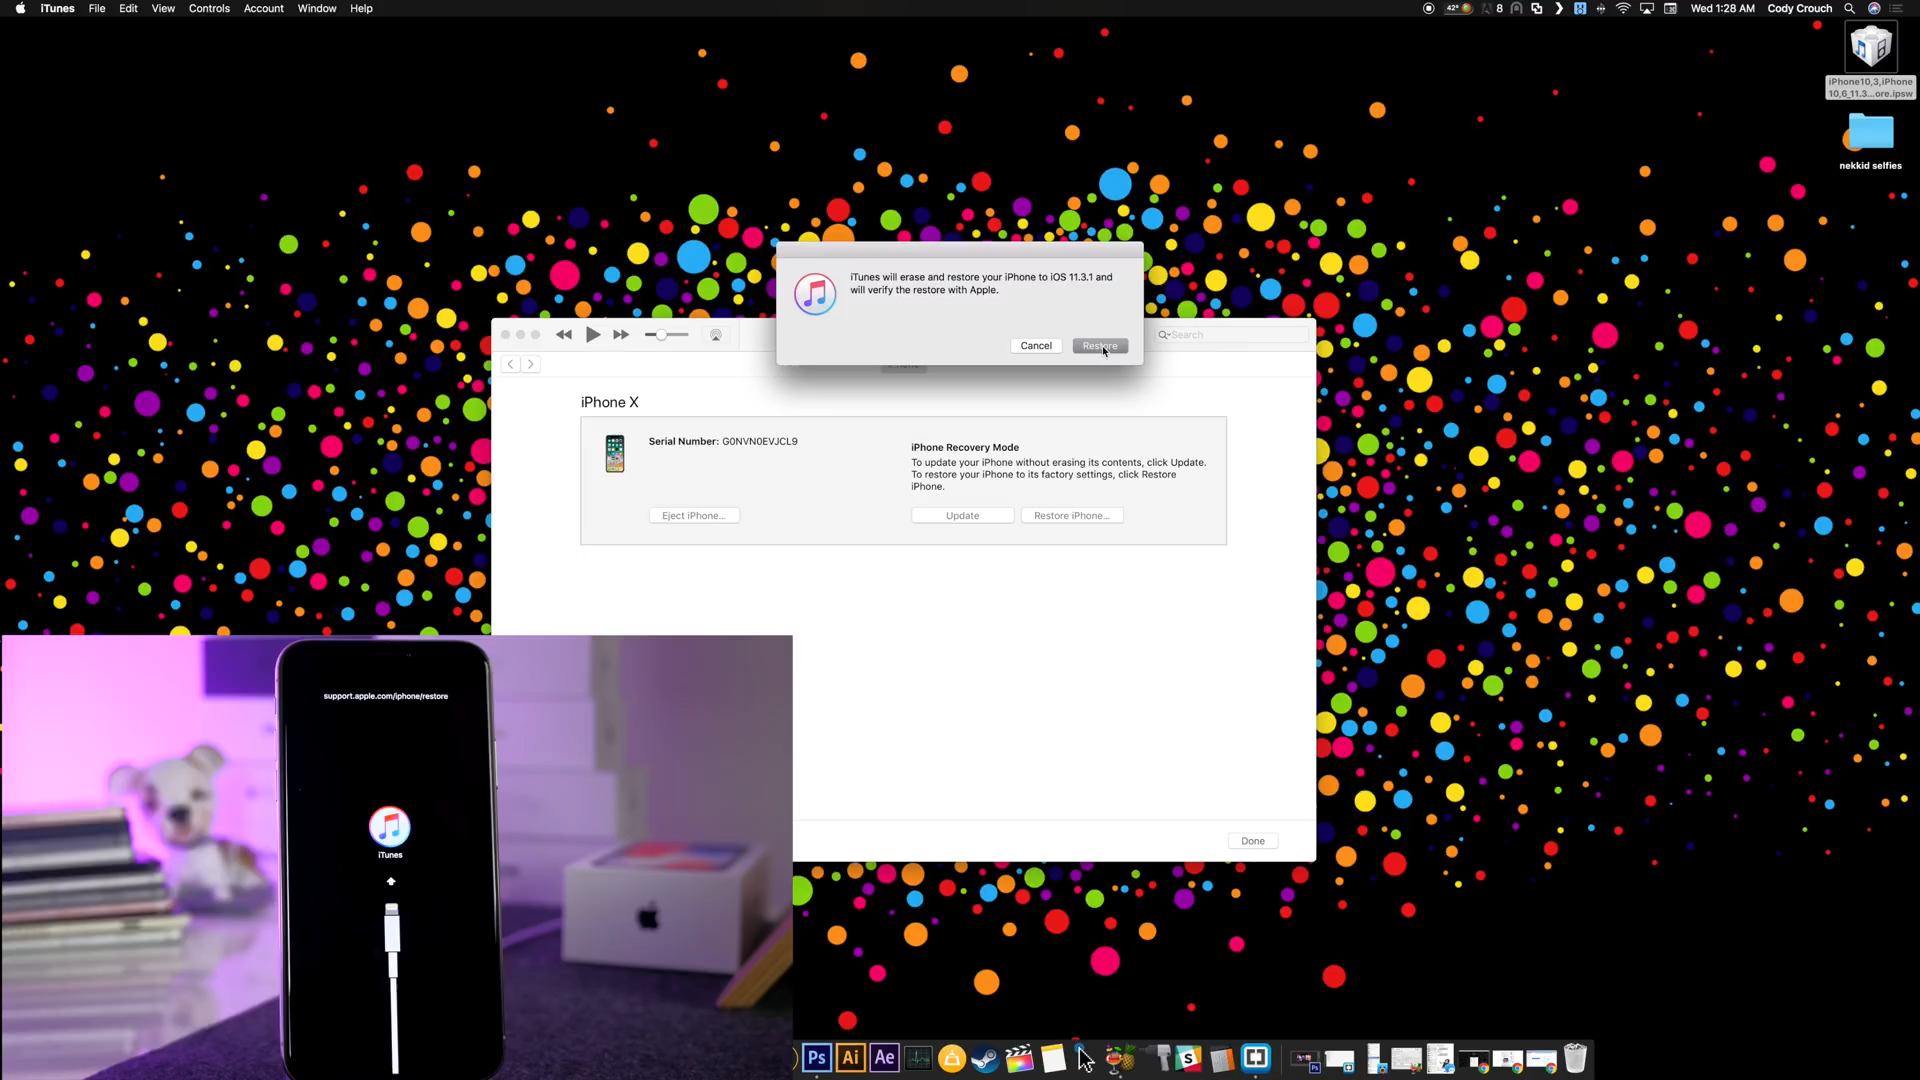 iTunes File Edit View Controls Account Window Help
42° 8 Wed 1:28 AM Cody Crouch
iPhone10,3,iPhone
10,6_11.3...ore.ipsw
nekkid selfies
iTunes will erase and restore your iPhone to iOS 11.3.1 and
will verify the restore with Apple.
Cancel Restore
Search
iPhone
iPhone X
Serial Number: G0NVN0EVJCL9
iPhone Recovery Mode
To update your iPhone without erasing its contents, click Update.
To restore your iPhone to its factory settings, click Restore
iPhone.
Eject iPhone... Update Restore iPhone...
Done
support.apple.com/iphone/restore
iTunes
Ps Ai Ae S